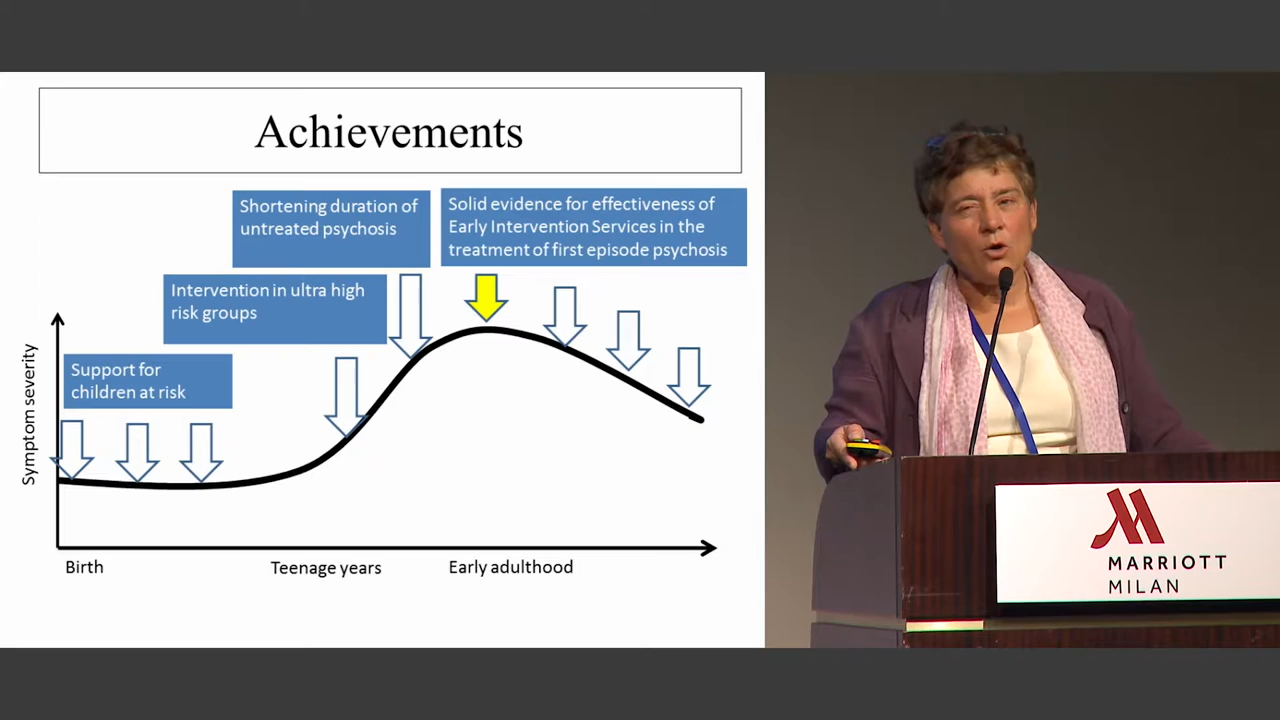 Achievements
Shortening duration of
untreated psychosis
Solid evidence for effectiveness of
Early Intervention Services in the
treatment of first episode psychosis
Intervention in ultra high
risk groups
Support for
children at risk
Symptom severity
Birth
Teenage years
Early adulthood
MARRIOTT
MILAN